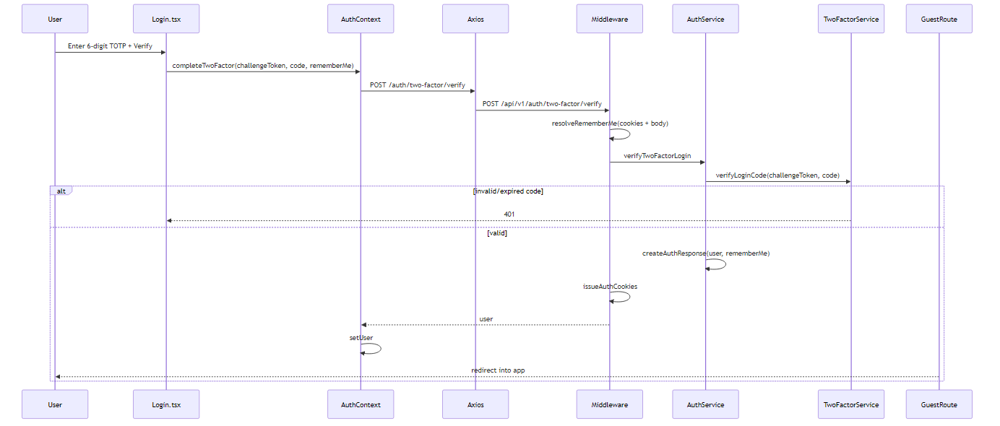 User
Login.tsx
AuthContext
Axios
Middleware
AuthService
TwoFactorService
GuestRoute
Enter 6-digit TOTP + Verify
completeTwoFactor(challengeToken, code, rememberMe)
POST /auth/two-factor/verify
POST /api/v1/auth/two-factor/verify
resolveRememberMe(cookies + body)
verifyTwoFactorLogin
verifyLoginCode(challengeToken, code)
alt
[invalid/expired code]
401
[valid]
createAuthResponse(user, rememberMe)
issueAuthCookies
user
setUser
redirect into app
User
Login.tsx
AuthContext
Axios
Middleware
AuthService
TwoFactorService
GuestRoute